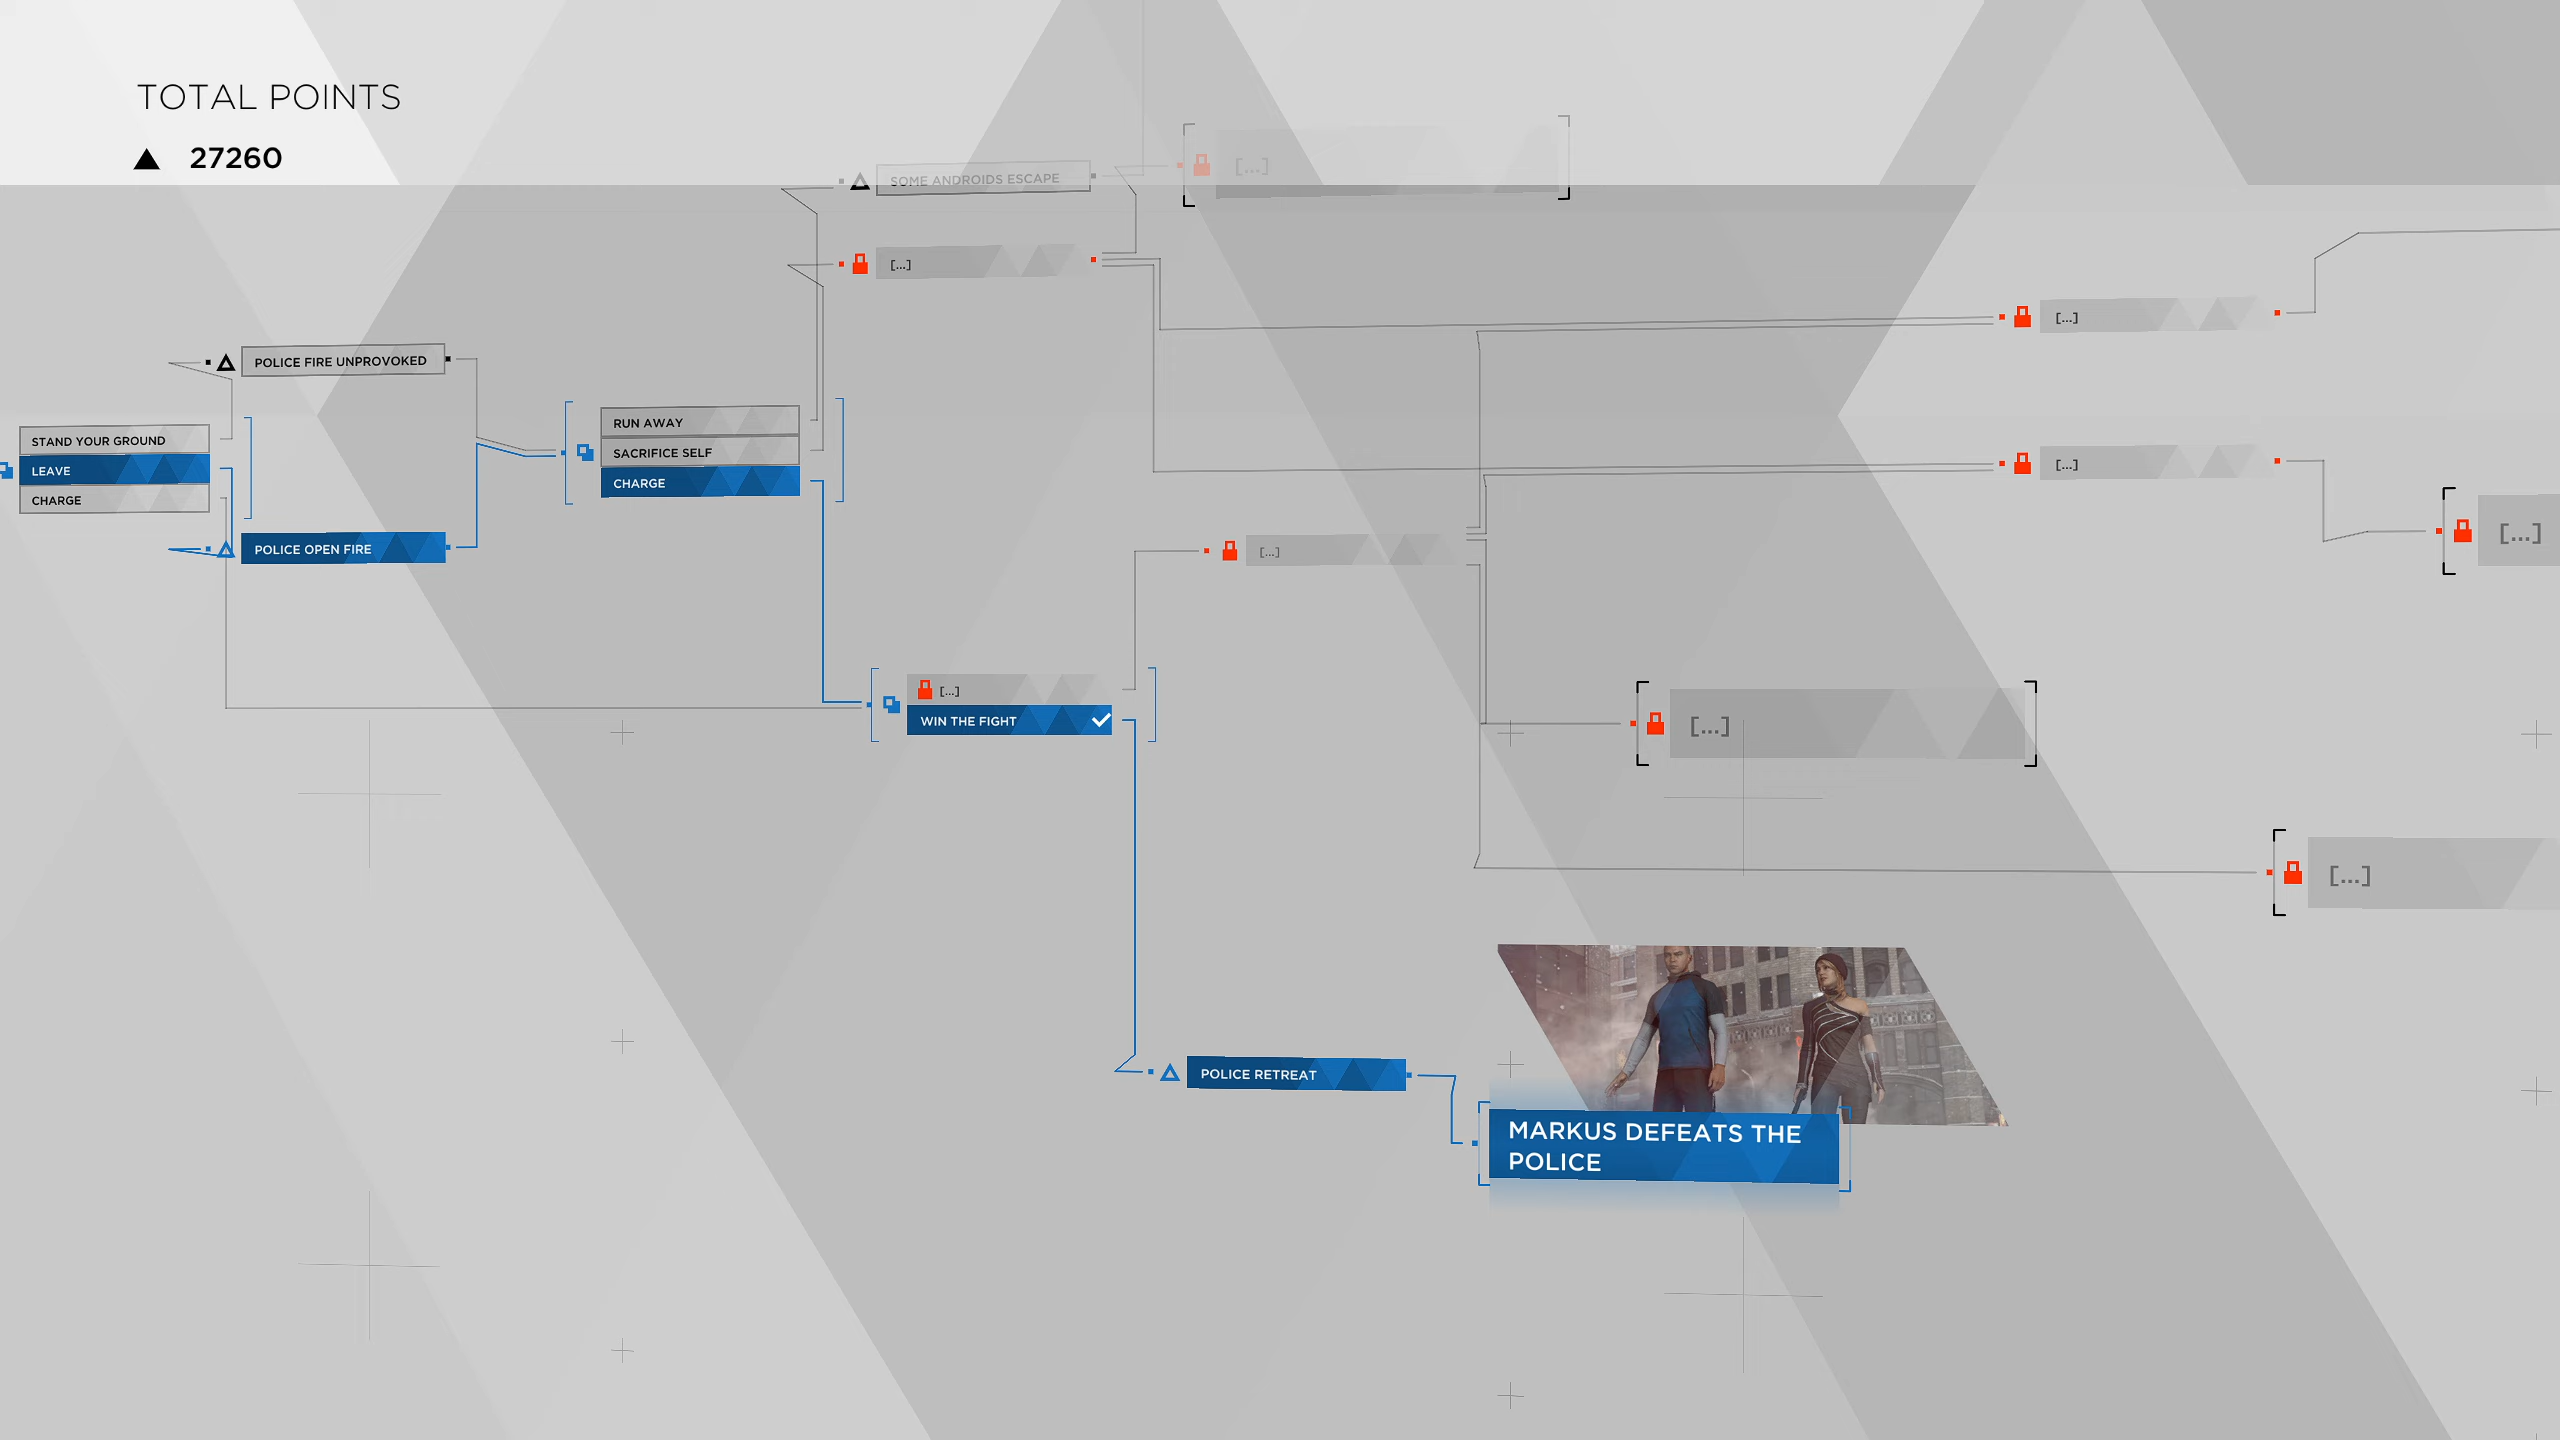 TOTAL POINTS
27260
SOME ANDROIDS ESCAPE
[...]
[...]
[...]
POLICE FIRE UNPROVOKED
STAND YOUR GROUND
LEAVE
CHARGE
POLICE OPEN FIRE
RUN AWAY
SACRIFICE SELF
CHARGE
[...]
[...]
[...]
[...]
WIN THE FIGHT
[...]
[...]
[...]
POLICE RETREAT
MARKUS DEFEATS THE
POLICE